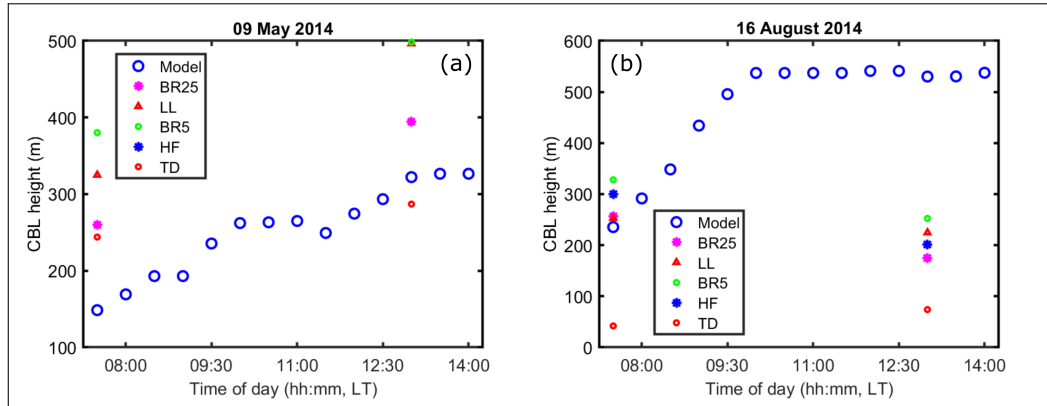 09 May 2014
(a)
CBL height (m)
500
400
300
200
100
Model
BR25
LL
BR5
HF
TD
08:00 09:30 11:00 12:30 14:00
Time of day (hh:mm, LT)
16 August 2014
(b)
CBL height (m)
600
500
400
300
200
100
0
Model
BR25
LL
BR5
HF
TD
08:00 09:30 11:00 12:30 14:00
Time of day (hh:mm, LT)